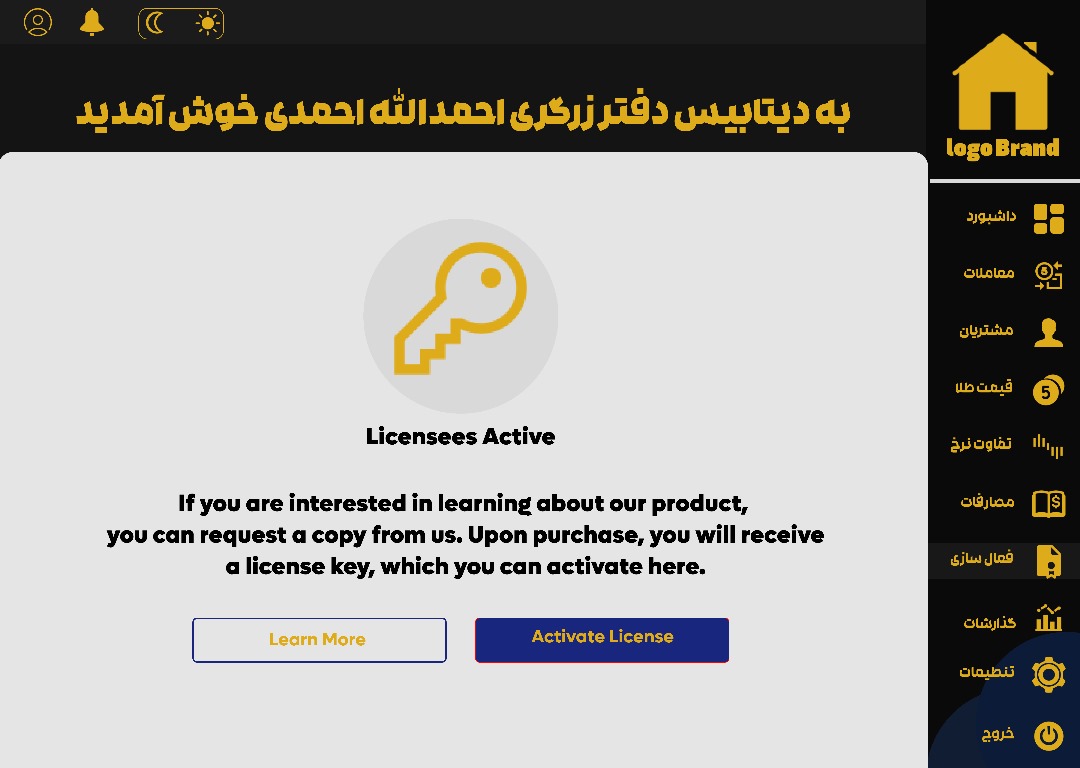 به دیتابیس دفتر زرگری احمدالله احمدی خوش آمدید
logo Brand
داشبورد
معاملات
مشتریان
قیمت طلا
تفاوت نرخ
مصارفات
فعال سازی
گذارشات
تنظیمات
خروج
Licensees Active
If you are interested in learning about our product,
you can request a copy from us. Upon purchase, you will receive
a license key, which you can activate here.
Learn More
Activate License